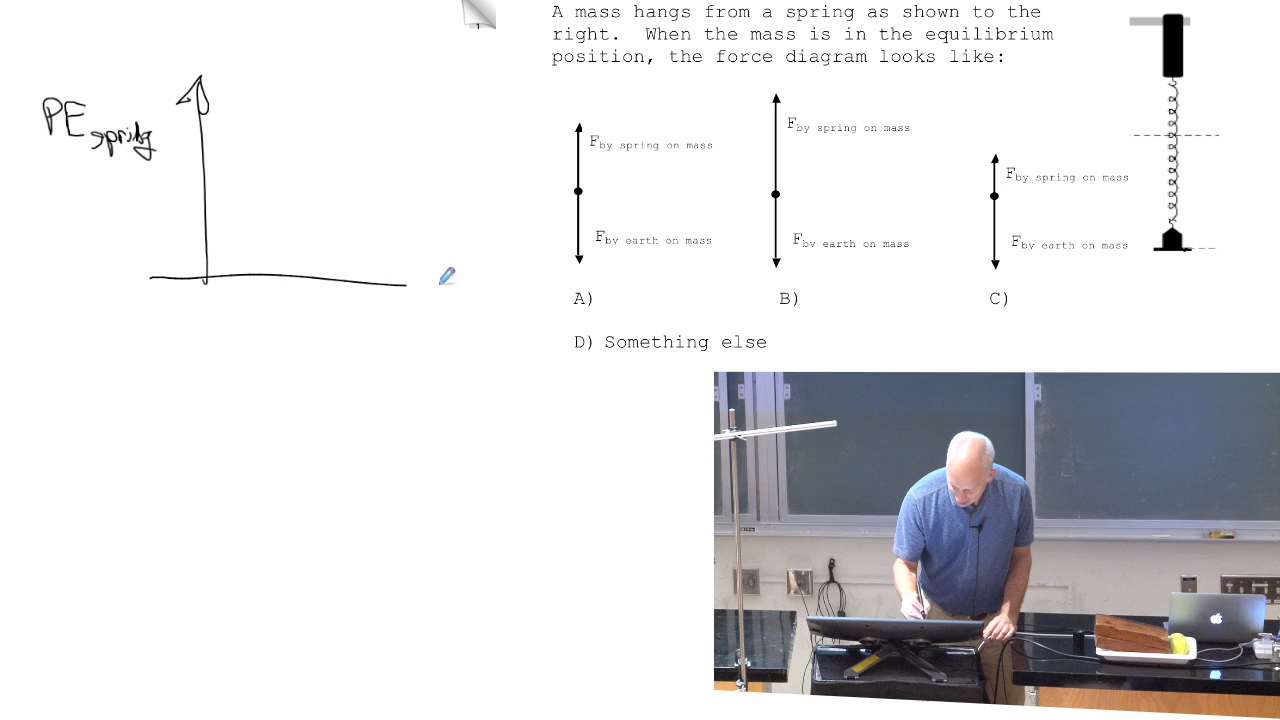 PE spring
A mass hangs from a spring as shown to the
right. When the mass is in the equilibrium
position, the force diagram looks like:
F by spring on mass
F by earth on mass
F by spring on mass
F by earth on mass
F by spring on mass
F by earth on mass
A)
B)
C)
D) Something else